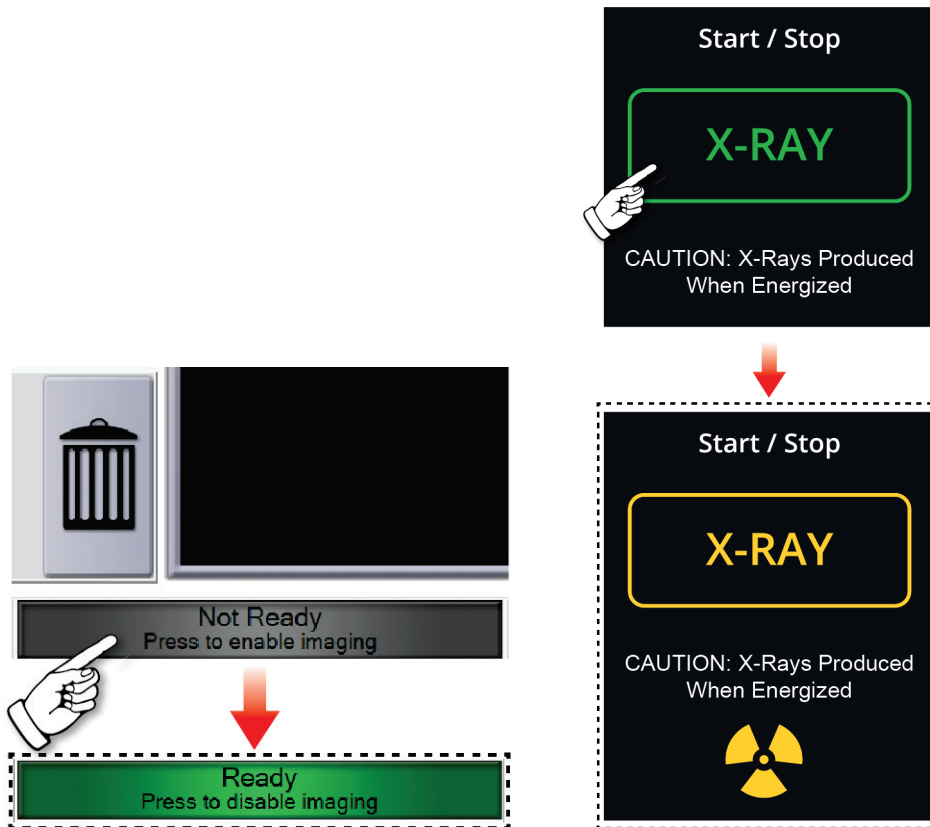 Start / Stop
X-RAY
CAUTION: X-Rays Produced
When Energized
Not Ready
Press to enable imaging
Ready
Press to disable imaging
Start / Stop
X-RAY
CAUTION: X-Rays Produced
When Energized